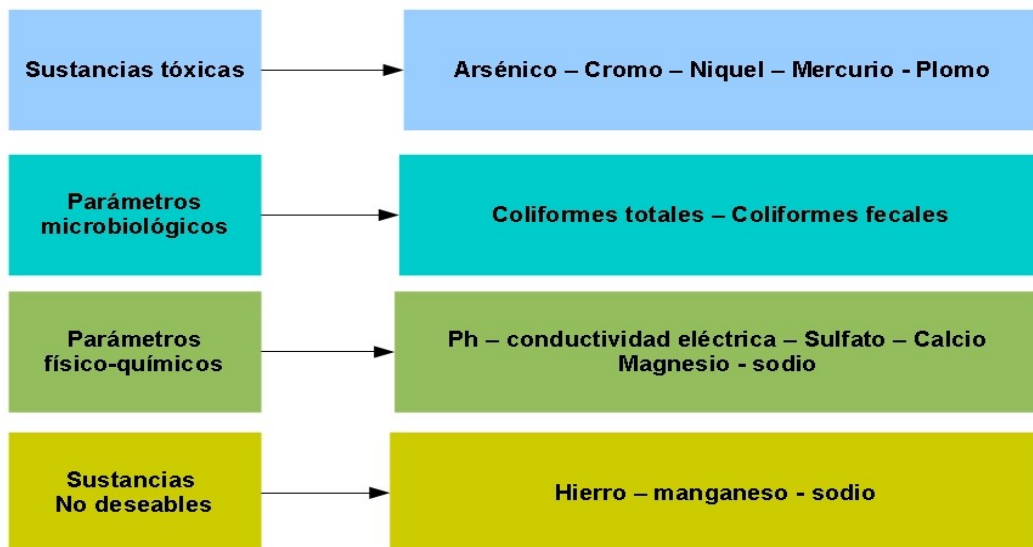 Sustancias tóxicas
Arsénico – Cromo – Niquel – Mercurio - Plomo
Parámetros
microbiológicos
Coliformes totales – Coliformes fecales
Parámetros
físico-químicos
Ph – conductividad eléctrica – Sulfato – Calcio
Magnesio - sodio
Sustancias
No deseables
Hierro – manganeso - sodio